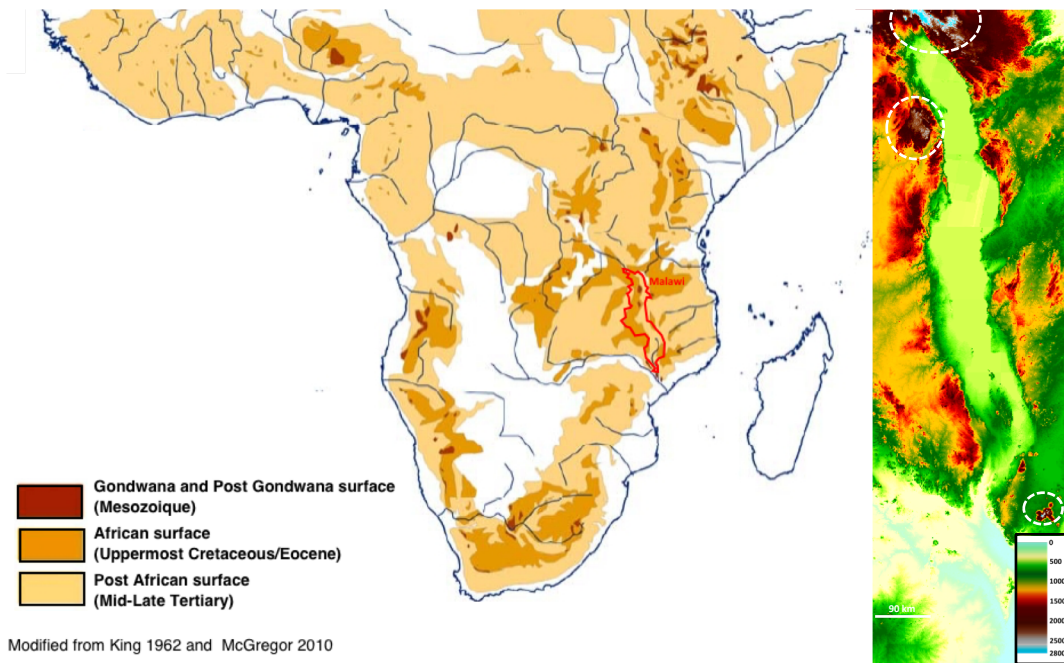 Malawi
Gondwana and Post Gondwana surface
(Mesozoique)
African surface
(Uppermost Cretaceous/Eocene)
Post African surface
(Mid-Late Tertiary)
Modified from King 1962 and McGregor 2010
90 km
0
500
1000
1500
2000
2500
2800